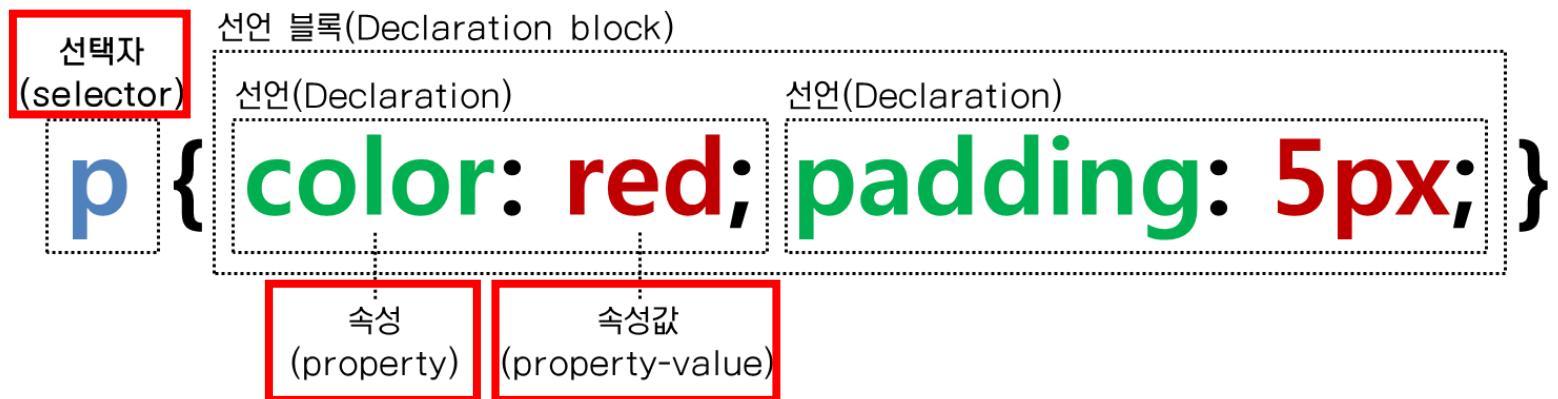 선언 블록(Declaration block)
선택자
(selector)
선언(Declaration) 선언(Declaration)
p { color: red; padding: 5px; }
속성 속성값
(property) (property-value)